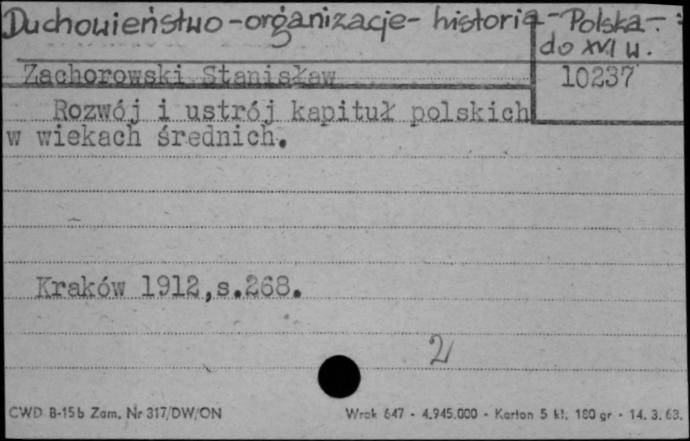 Duchowieństwo - organizacje - historia - Polska -
do XVI w.
Zachorowski Stanisław
10237
Rozwój i ustrój kapituł polskich
w wiekach średnich.
Kraków 1912,s.268.
2
CWD B-15b Zam. Nr 317/DW/ON
Wrok 647 - 4.945.000 - Karton 5 kl. 180 gr - 14. 3. 63.